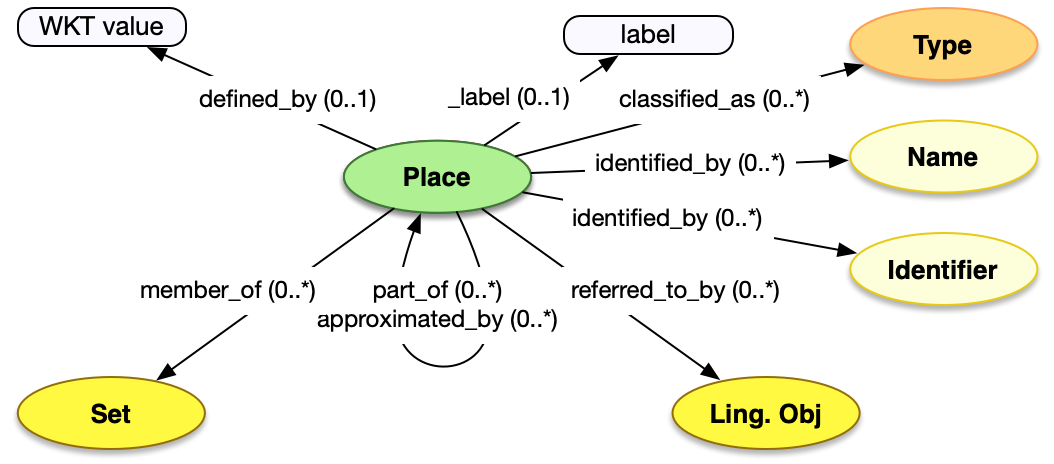 WKT value
label
Type
defined_by (0..1)
_label (0..1)
classified_as (0..*)
Place
identified_by (0..*)
Name
identified_by (0..*)
Identifier
member_of (0..*)
part_of (0..*)
approximated_by (0..*)
referred_to_by (0..*)
Set
Ling. Obj